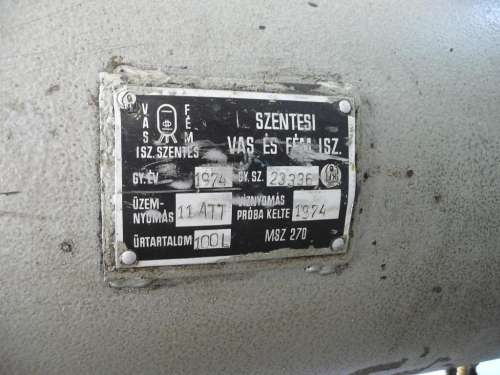 VAS FÉM
ISZ. SZENTES
SZENTESI
VAS ÉS FÉM ISZ.
GY. ÉV 1974 GY. SZ. 23336
ÜZEM-NYOMÁS 11 ATT VÍZNYOMÁS PRÓBA KELTE 1974
ŰRTARTALOM 100 L MSZ 270